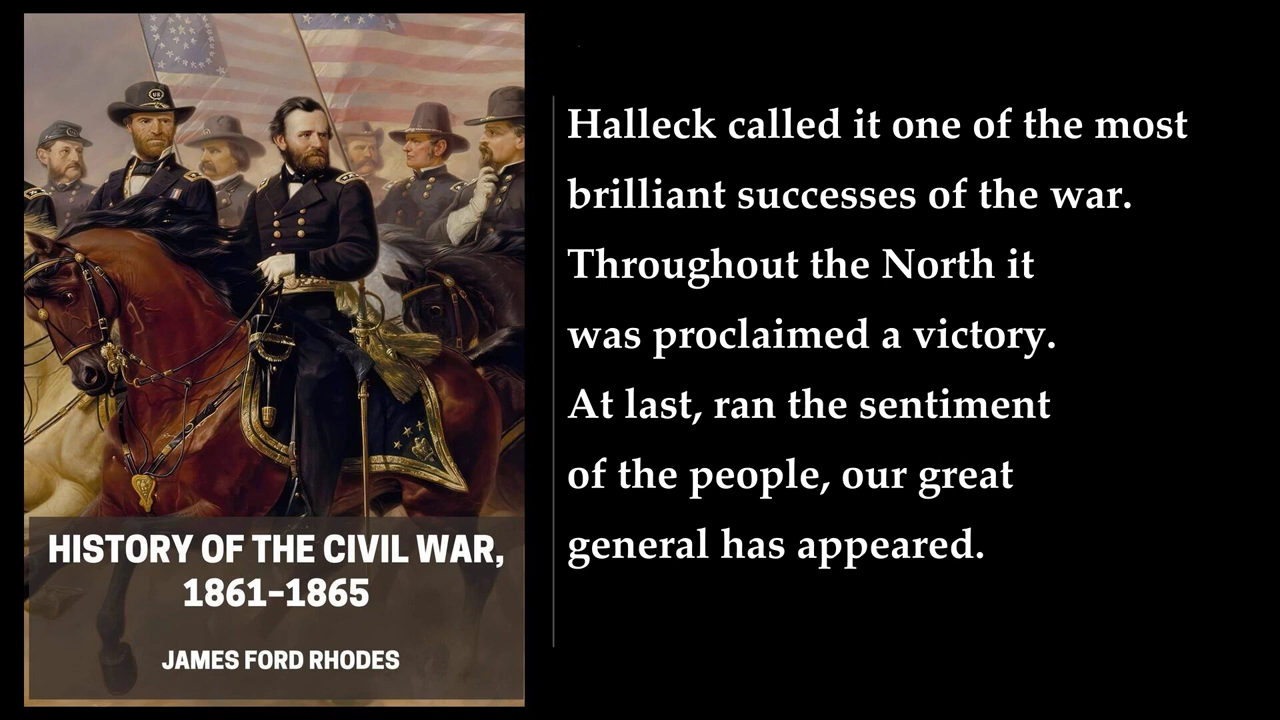 HISTORY OF THE CIVIL WAR,
1861–1865
JAMES FORD RHODES
Halleck called it one of the most
brilliant successes of the war.
Throughout the North it
was proclaimed a victory.
At last, ran the sentiment
of the people, our great
general has appeared.